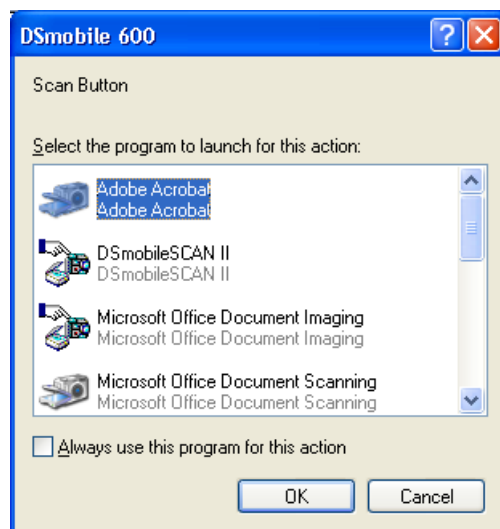 DSmobile 600
Scan Button
Select the program to launch for this action:
Adobe Acrobat
Adobe Acrobat
DSmobileSCAN II
DSmobileSCAN II
Microsoft Office Document Imaging
Microsoft Office Document Imaging
Microsoft Office Document Scanning
Microsoft Office Document Scanning
Always use this program for this action
OK Cancel